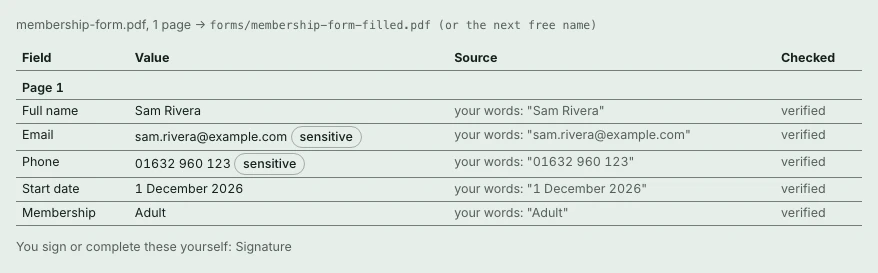 membership-form.pdf, 1 page → forms/membership-form-filled.pdf (or the next free name)
Field Value Source Checked
Page 1
Full name Sam Rivera your words: "Sam Rivera" verified
Email sam.rivera@example.com sensitive your words: "sam.rivera@example.com" verified
Phone 01632 960 123 sensitive your words: "01632 960 123" verified
Start date 1 December 2026 your words: "1 December 2026" verified
Membership Adult your words: "Adult" verified
You sign or complete these yourself: Signature